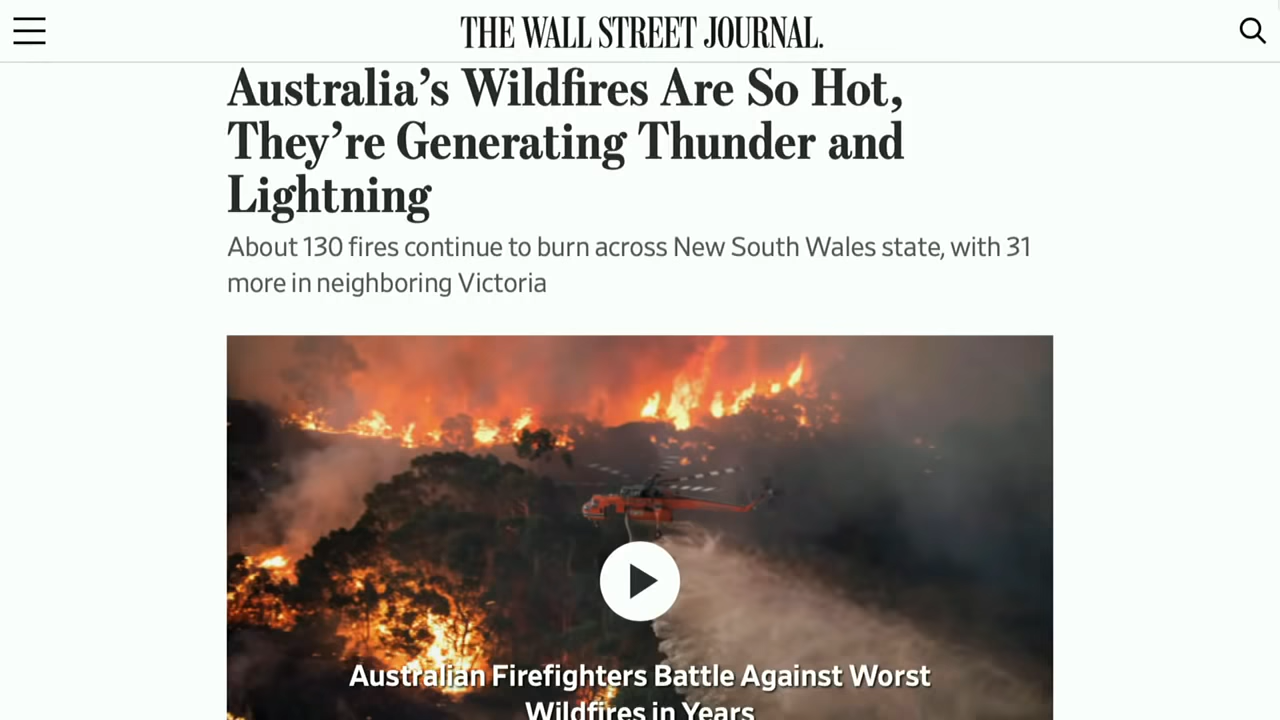 THE WALL STREET JOURNAL.
Australia’s Wildfires Are So Hot,
They’re Generating Thunder and
Lightning
About 130 fires continue to burn across New South Wales state, with 31
more in neighboring Victoria
Australian Firefighters Battle Against Worst
Wildfires in Years